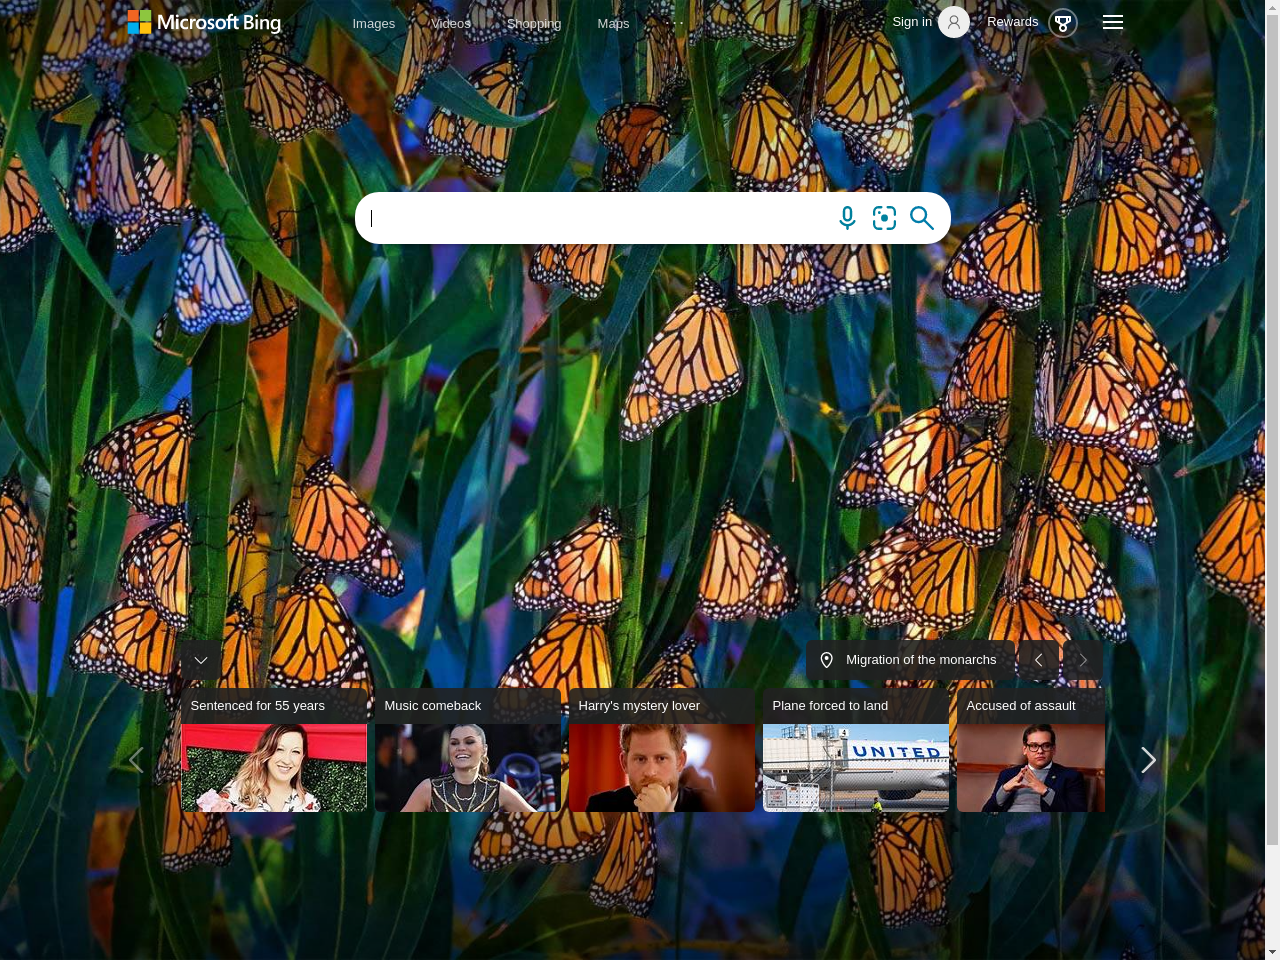 Microsoft Bing
Images Videos Shopping Maps
Sign in Rewards
Migration of the monarchs
Sentenced for 55 years Music comeback Harry's mystery lover Plane forced to land Accused of assault
4
UNITED